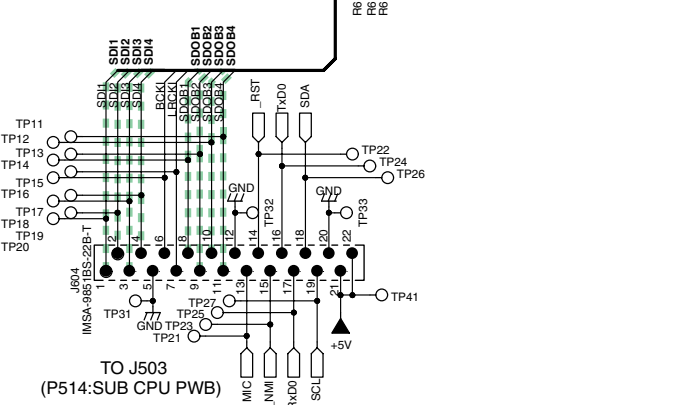 R6
R6
R6
SDI1
SDI2
SDI3
SDI4
SDOB1
SDOB2
SDOB3
SDOB4
SDI1
SDI2
SDI3
SDI4
BCKI
LRCKI
SDOB1
SDOB2
SDOB3
SDOB4
_RST
TxD0
SDA
TP11
TP12
TP13
TP14
TP15
TP16
TP17
TP18
TP19
TP20
TP22
TP24
TP26
GND
TP32
GND
TP33
2
4
6
8
10
12
14
16
18
20
22
J604
IMSA-9851BS-22B-T
1
3
5
7
9
11
13
15
17
19
21
TP31
GND
TP27
TP25
TP23
TP21
TP41
+5V
MIC
_NMI
RxD0
SCL
TO J503
(P514:SUB CPU PWB)